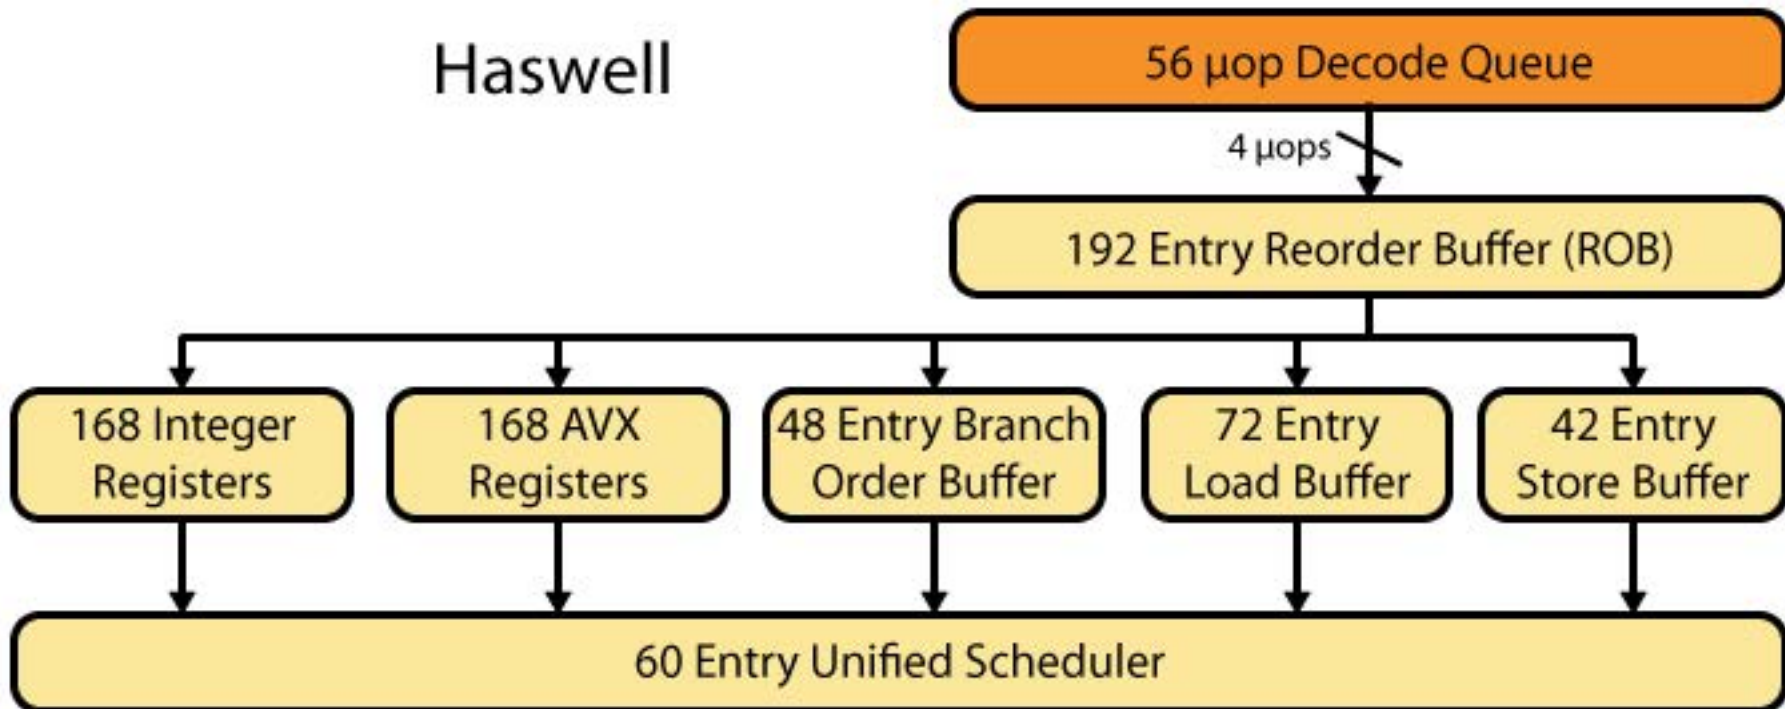 Haswell
56 µop Decode Queue
4 µops
192 Entry Reorder Buffer (ROB)
168 Integer
Registers
168 AVX
Registers
48 Entry Branch
Order Buffer
72 Entry
Load Buffer
42 Entry
Store Buffer
60 Entry Unified Scheduler